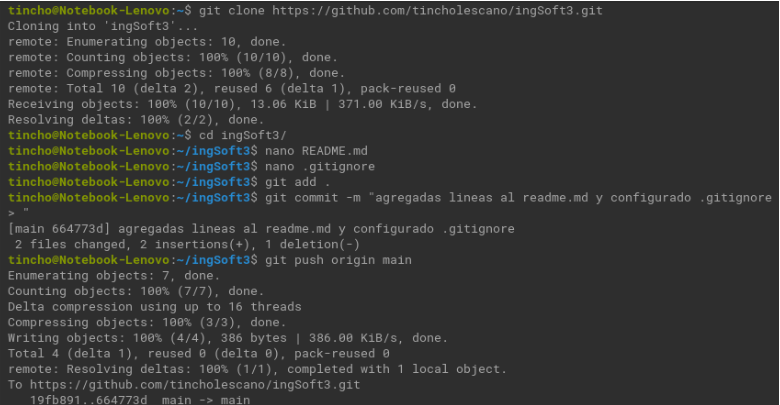 tincho@Notebook-Lenovo:~$ git clone https://github.com/tincholescano/ingSoft3.git
Cloning into 'ingSoft3'...
remote: Enumerating objects: 10, done.
remote: Counting objects: 100% (10/10), done.
remote: Compressing objects: 100% (8/8), done.
remote: Total 10 (delta 2), reused 6 (delta 1), pack-reused 0
Receiving objects: 100% (10/10), 13.06 KiB | 371.00 KiB/s, done.
Resolving deltas: 100% (2/2), done.
tincho@Notebook-Lenovo:~$ cd ingSoft3/
tincho@Notebook-Lenovo:~/ingSoft3$ nano README.md
tincho@Notebook-Lenovo:~/ingSoft3$ nano .gitignore
tincho@Notebook-Lenovo:~/ingSoft3$ git add .
tincho@Notebook-Lenovo:~/ingSoft3$ git commit -m "agregadas lineas al readme.md y configurado .gitignore
> "
[main 664773d] agregadas lineas al readme.md y configurado .gitignore
 2 files changed, 2 insertions(+), 1 deletion(-)
tincho@Notebook-Lenovo:~/ingSoft3$ git push origin main
Enumerating objects: 7, done.
Counting objects: 100% (7/7), done.
Delta compression using up to 16 threads
Compressing objects: 100% (3/3), done.
Writing objects: 100% (4/4), 386 bytes | 386.00 KiB/s, done.
Total 4 (delta 1), reused 0 (delta 0), pack-reused 0
remote: Resolving deltas: 100% (1/1), completed with 1 local object.
To https://github.com/tincholescano/ingSoft3.git
   19fb891..664773d  main -> main